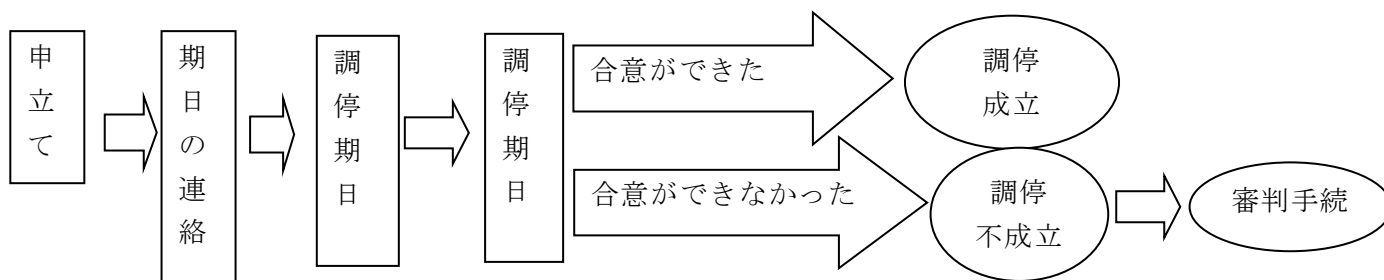 申立て
期日の連絡
調停期日
調停期日
合意ができた
調停
成立
合意ができなかった
調停
不成立
審判手続